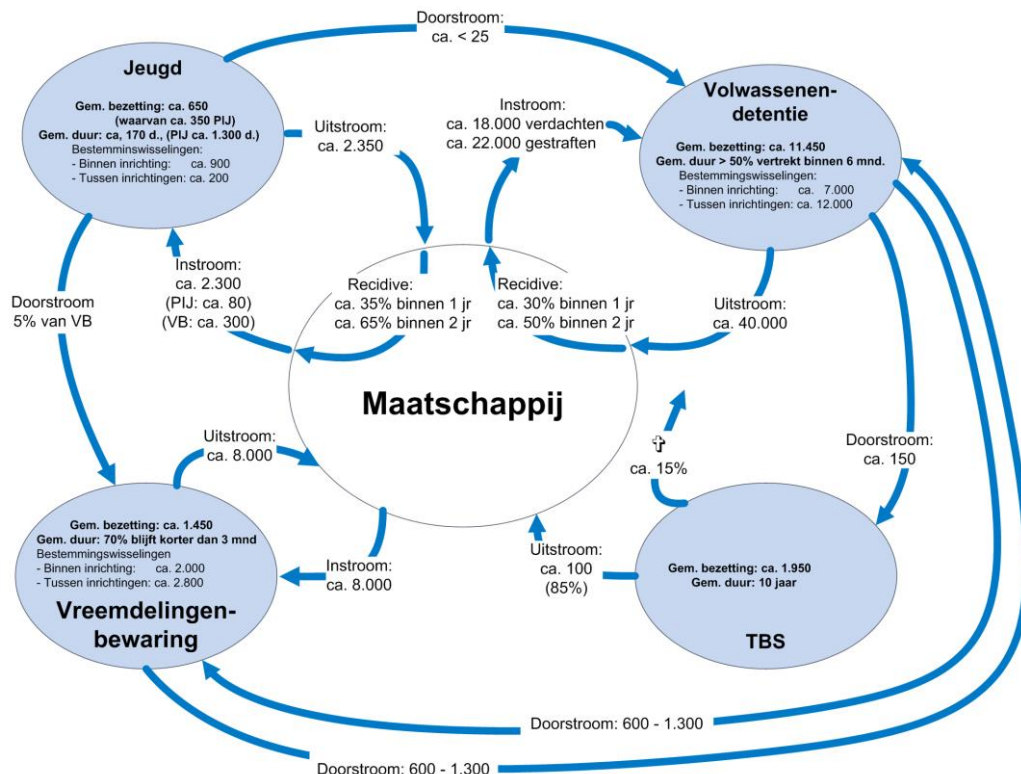 Doorstroom:
ca. < 25
Jeugd
Gem. bezetting: ca. 650
(waarvan ca. 350 PIJ)
Gem. duur: ca, 170 d., (PIJ ca. 1.300 d.)
Bestemminswisselingen:
- Binnen inrichting: ca. 900
- Tussen inrichtingen: ca. 200
Uitstroom:
ca. 2.350
Instroom:
ca. 18.000 verdachten
ca. 22.000 gestraften
Volwassenen-
detentie
Gem. bezetting: ca. 11.450
Gem. duur > 50% vertrekt binnen 6 mnd.
Bestemmingswisselingen:
- Binnen inrichting: ca. 7.000
- Tussen inrichtingen: ca. 12.000
Doorstroom
5% van VB
Instroom:
ca. 2.300
(PIJ: ca. 80)
(VB: ca. 300)
Recidive:
ca. 35% binnen 1 jr
ca. 65% binnen 2 jr
Recidive:
ca. 30% binnen 1 jr
ca. 50% binnen 2 jr
Uitstroom:
ca. 40.000
Maatschappij
Uitstroom:
ca. 8.000
✞
ca. 15%
Doorstroom:
ca. 150
Gem. bezetting: ca. 1.450
Gem. duur: 70% blijft korter dan 3 mnd
Bestemmingswisselingen
- Binnen inrichting: ca. 2.000
- Tussen inrichtingen: ca. 2.800
Vreemdelingen-
bewaring
Instroom:
ca. 8.000
Uitstroom:
ca. 100
(85%)
Gem. bezetting: ca. 1.950
Gem. duur: 10 jaar
TBS
Doorstroom: 600 - 1.300
Doorstroom: 600 - 1.300